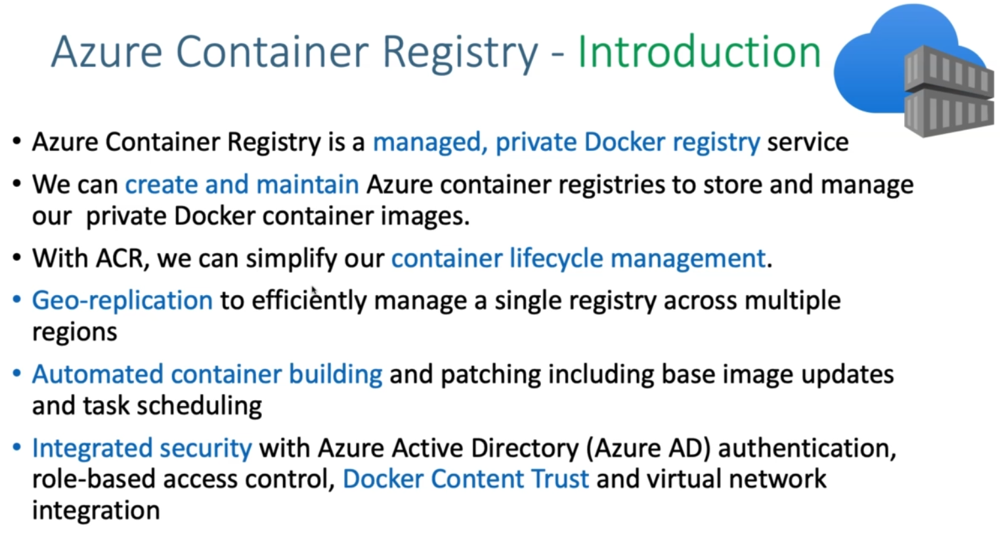 Azure Container Registry - Introduction
• Azure Container Registry is a managed, private Docker registry service
• We can create and maintain Azure container registries to store and manage
our  private Docker container images.
• With ACR, we can simplify our container lifecycle management.
• Geo-replication to efficiently manage a single registry across multiple
regions
• Automated container building and patching including base image updates
and task scheduling
• Integrated security with Azure Active Directory (Azure AD) authentication,
role-based access control, Docker Content Trust and virtual network
integration